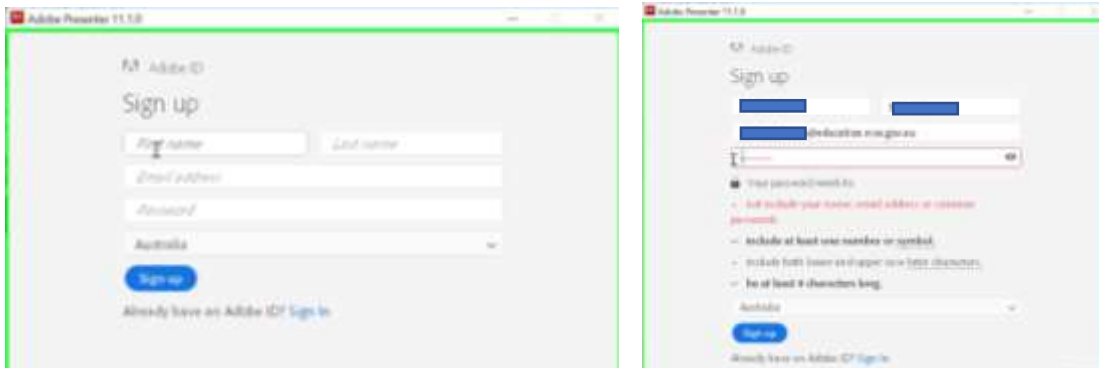 Adobe Presenter 11.1.0
Adobe ID
Sign up
First name
Last name
Email address
Password
Australia
Sign up
Already have an Adobe ID? Sign In
Adobe Presenter 11.1.0
Adobe ID
Sign up
Your password needs to:
not include your name, email address or common
password.
include at least one number or symbol.
include both lower and upper case letter characters.
be at least 8 characters long.
Australia
Sign up
Already have an Adobe ID? Sign In